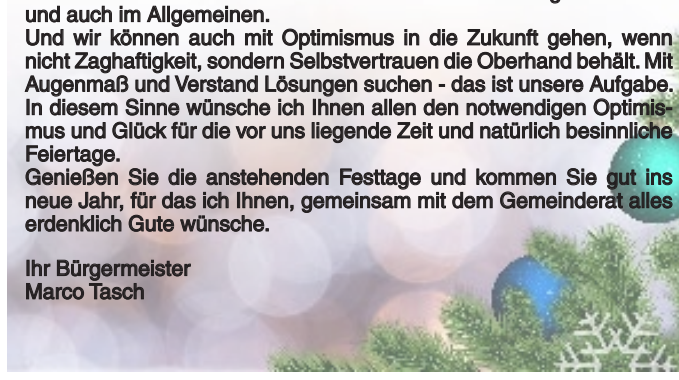 und auch im Allgemeinen.
Und wir können auch mit Optimismus in die Zukunft gehen, wenn
nicht Zaghaftigkeit, sondern Selbstvertrauen die Oberhand behält. Mit
Augenmaß und Verstand Lösungen suchen - das ist unsere Aufgabe.
In diesem Sinne wünsche ich Ihnen allen den notwendigen Optimis-
mus und Glück für die vor uns liegende Zeit und natürlich besinnliche
Feiertage.
Genießen Sie die anstehenden Festtage und kommen Sie gut ins
neue Jahr, für das ich Ihnen, gemeinsam mit dem Gemeinderat alles
erdenklich Gute wünsche.
Ihr Bürgermeister
Marco Tasch